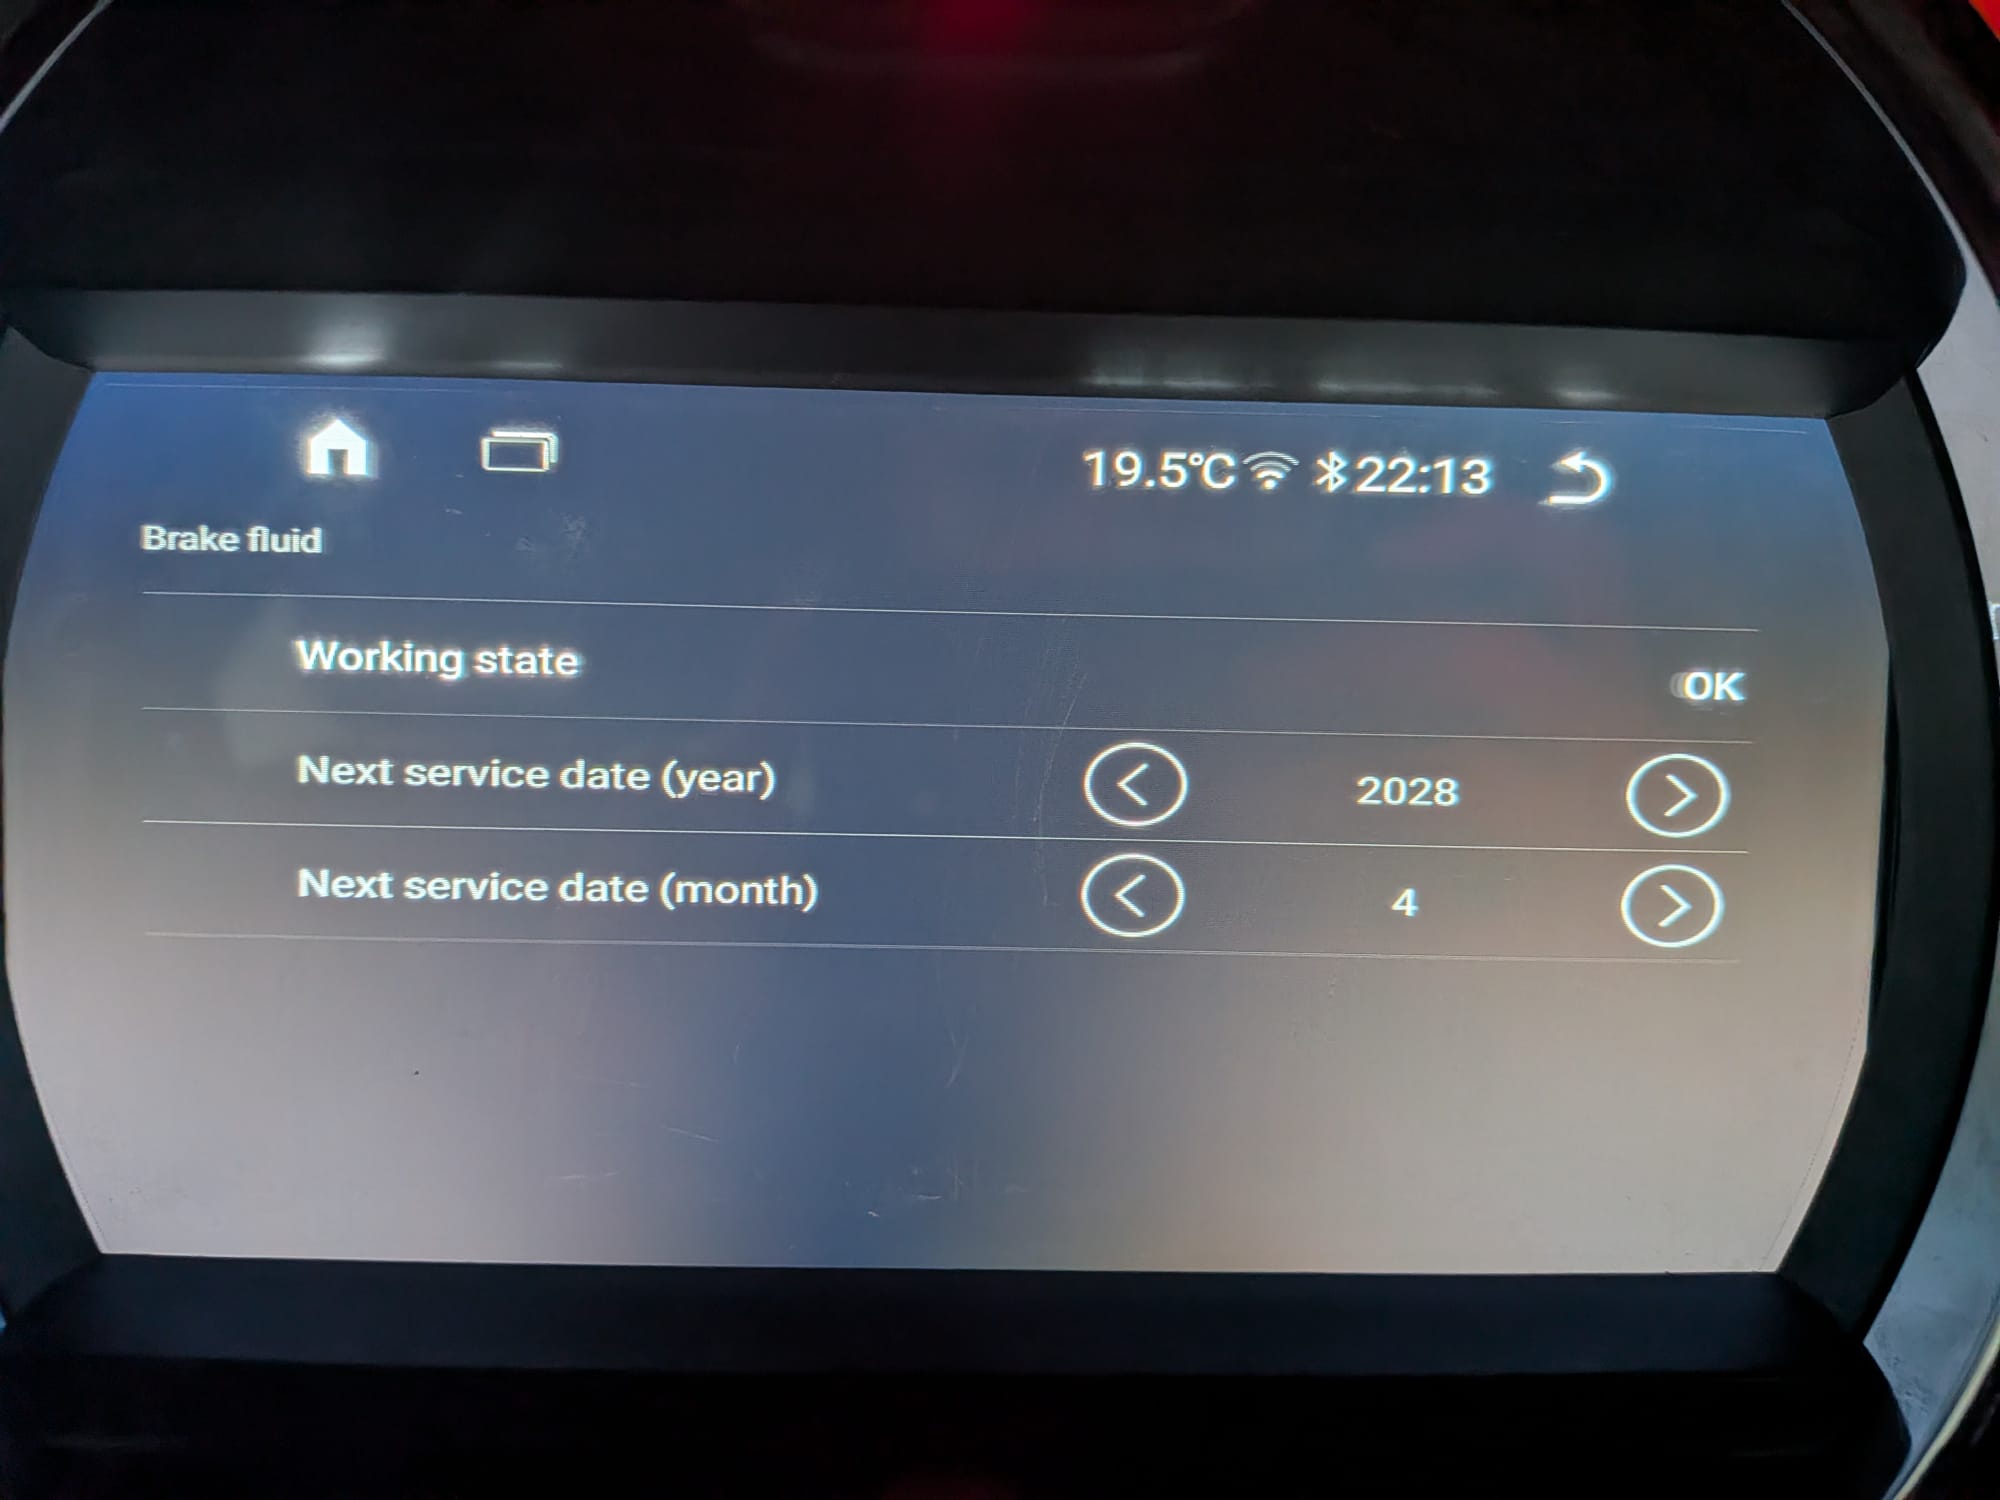 19.5°C 22:13
Brake fluid
Working state OK
Next service date (year) 2028
Next service date (month) 4